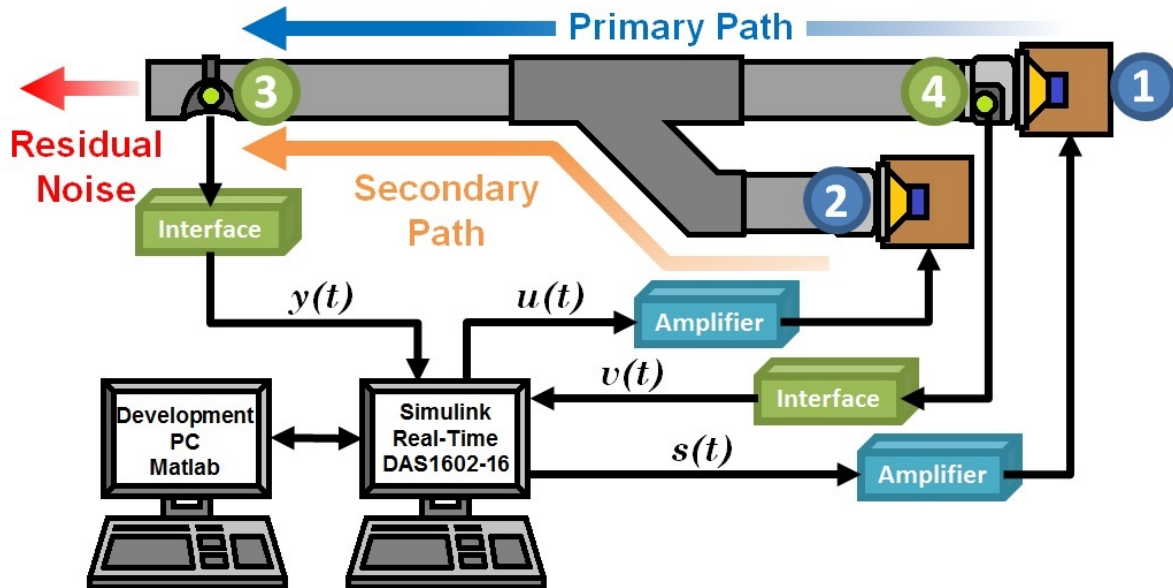 Primary Path
1
3
4
Residual
Noise
Secondary
Path
2
Interface
y(t)
u(t)
Amplifier
v(t)
Interface
Development
PC
Matlab
Simulink
Real-Time
DAS1602-16
s(t)
Amplifier